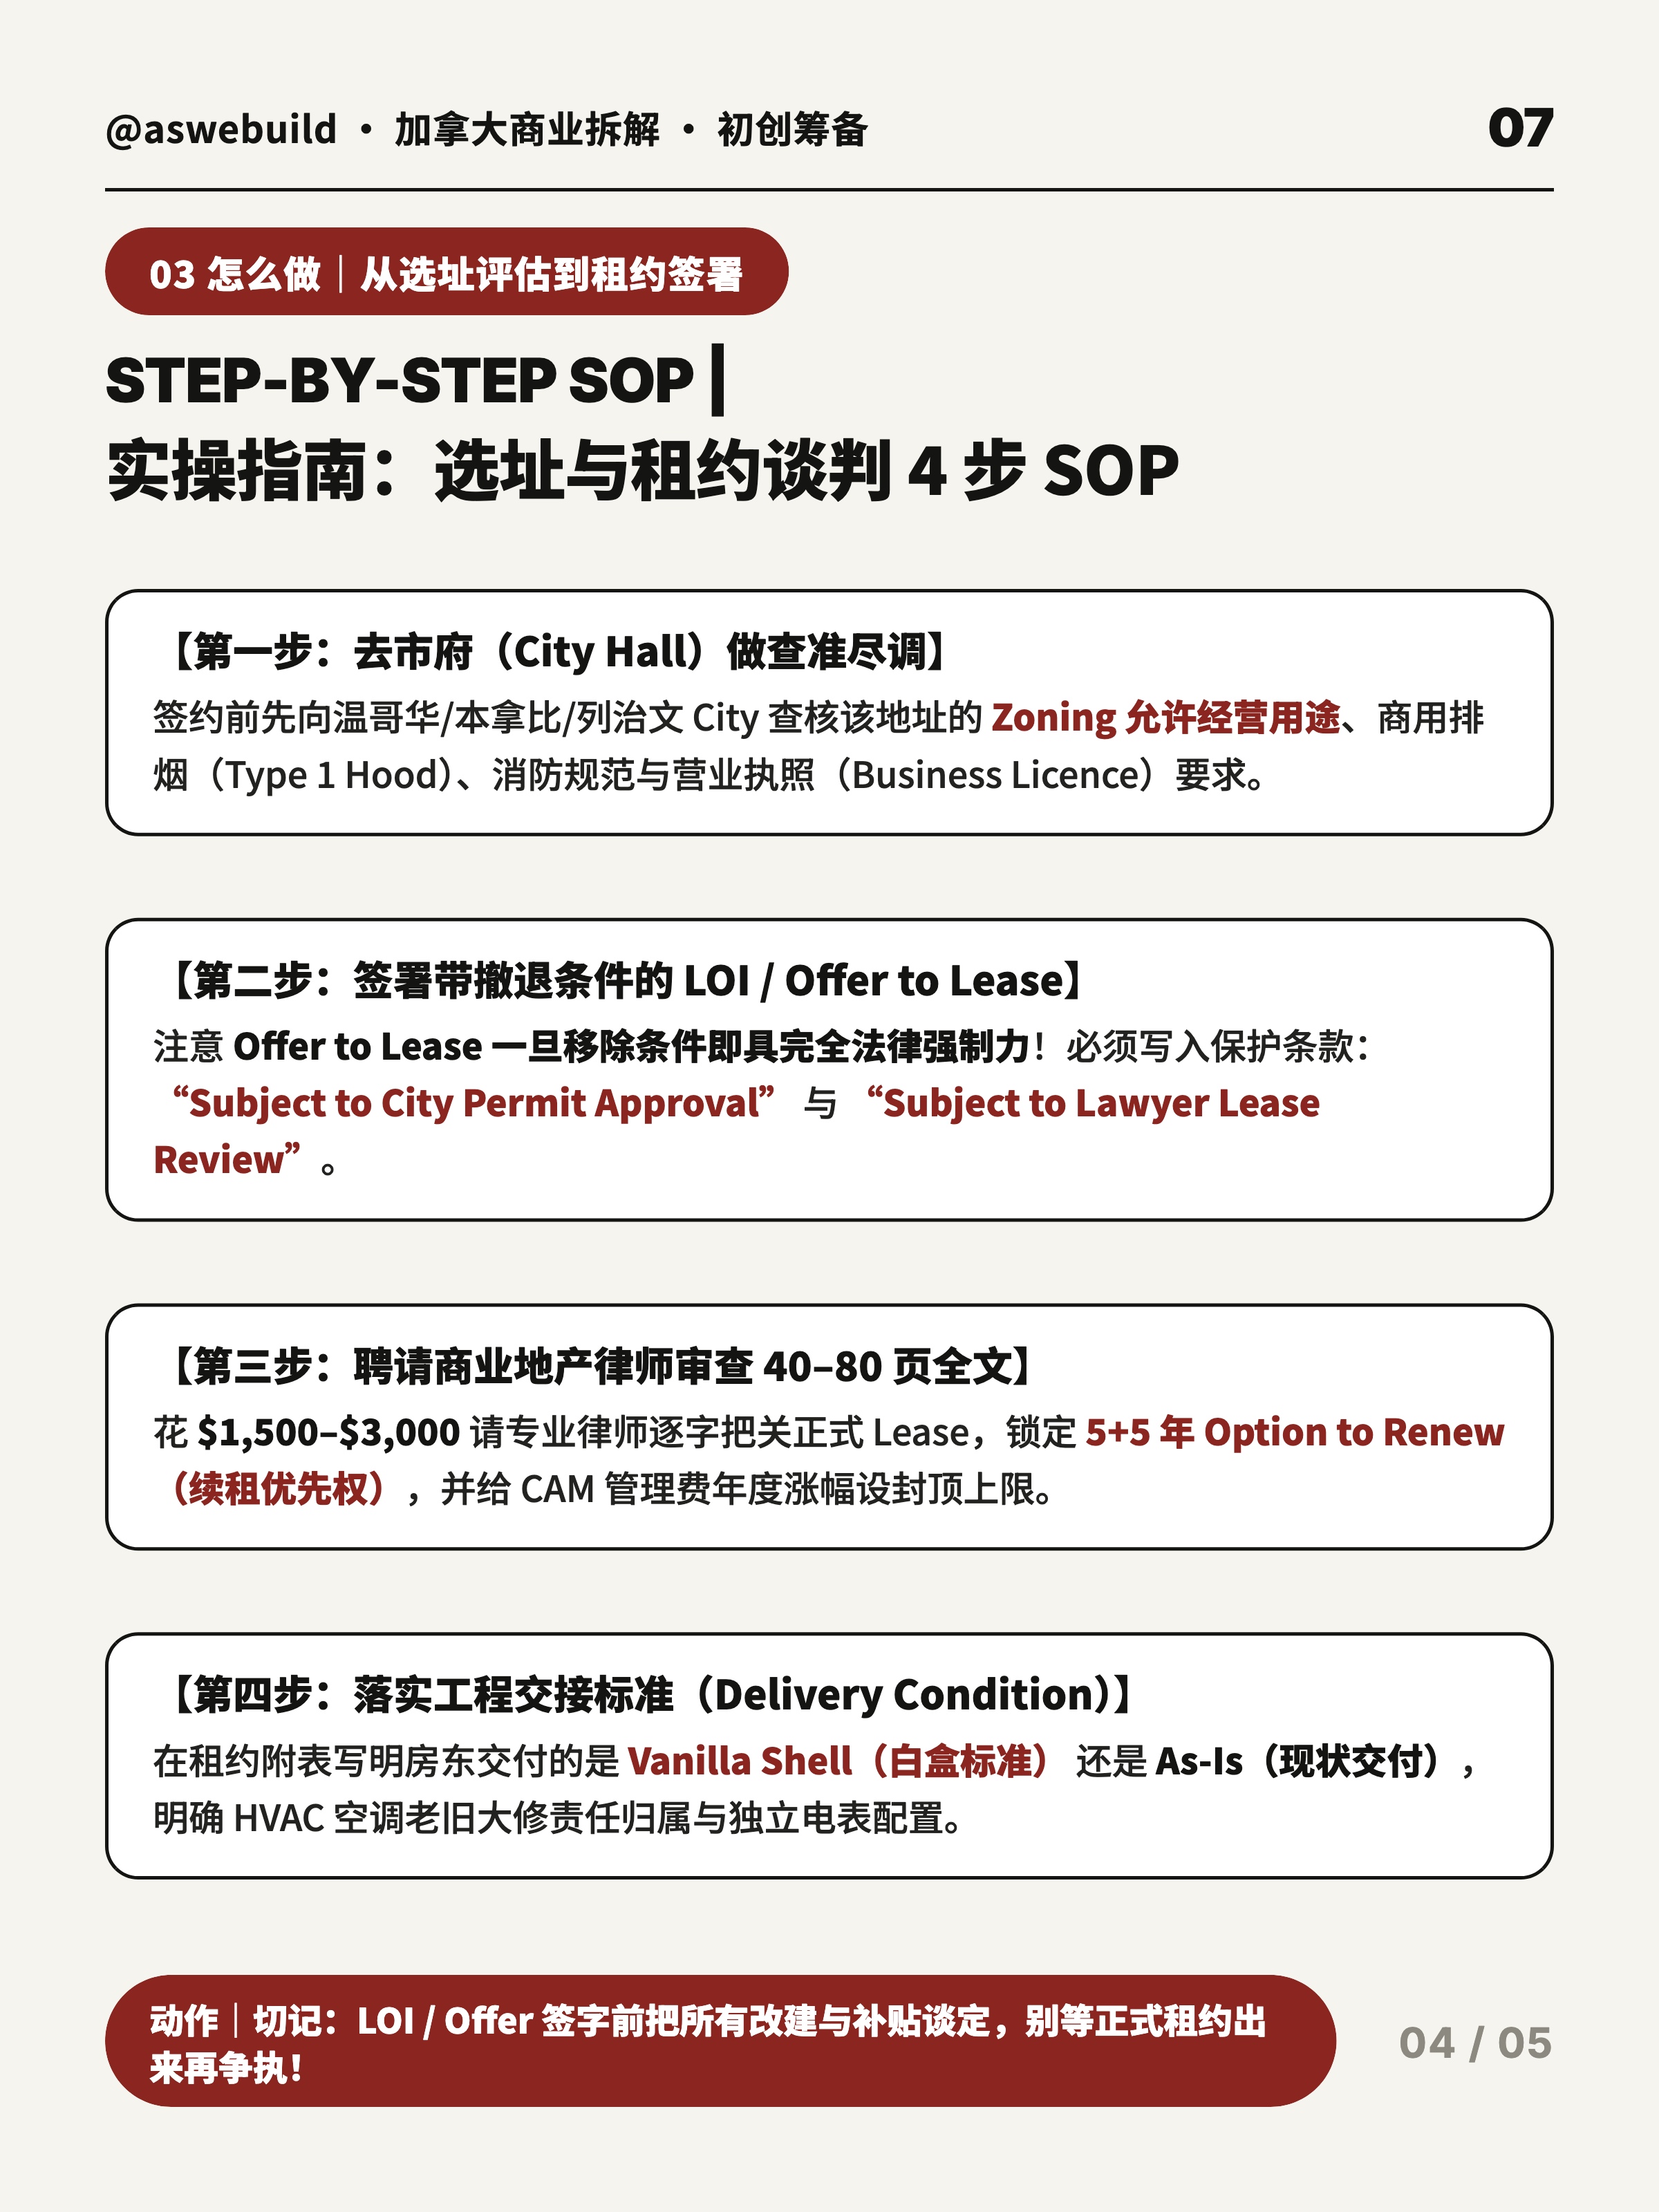 @aswebuild • 加拿大商业拆解 • 初创筹备
07
03 怎么做｜从选址评估到租约签署
STEP-BY-STEP SOP |
实操指南：选址与租约谈判 4 步 SOP
【第一步：去市府（City Hall）做查准尽调】
签约前先向温哥华/本拿比/列治文 City 查核该地址的 Zoning 允许经营用途、商用排
烟（Type 1 Hood）、消防规范与营业执照（Business Licence）要求。
【第二步：签署带撤退条件的 LOI / Offer to Lease】
注意 Offer to Lease 一旦移除条件即具完全法律强制力！必须写入保护条款：
“Subject to City Permit Approval” 与 “Subject to Lawyer Lease
Review”。
【第三步：聘请商业地产律师审查 40–80 页全文】
花 $1,500–$3,000 请专业律师逐字把关正式 Lease，锁定 5+5 年 Option to Renew
（续租优先权），并给 CAM 管理费年度涨幅设封顶上限。
【第四步：落实工程交接标准（Delivery Condition）】
在租约附表写明房东交付的是 Vanilla Shell（白盒标准） 还是 As-Is（现状交付），
明确 HVAC 空调老旧大修责任归属与独立电表配置。
动作｜切记：LOI / Offer 签字前把所有改建与补贴谈定，别等正式租约出
来再争执！
04 / 05